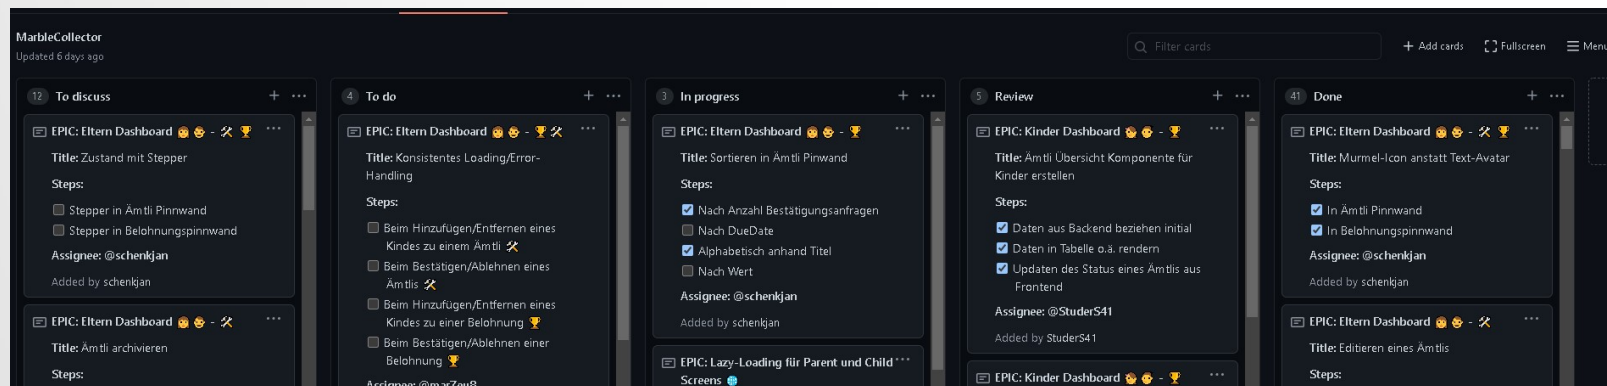 MarbleCollector
Updated 6 days ago
Filter cards
+ Add cards
Fullscreen
Menu
12 To discuss
EPIC: Eltern Dashboard 👩 👨 - 🛠 🏆
Title: Zustand mit Stepper
Steps:
Stepper in Ämtli Pinnwand
Stepper in Belohnungspinnwand
Assignee: @schenkjan
Added by schenkjan
EPIC: Eltern Dashboard 👩 👨 - 🛠
Title: Ämtli archivieren
Steps:
4 To do
EPIC: Eltern Dashboard 👩 👨 - 🏆 🛠
Title: Konsistentes Loading/Error-
Handling
Steps:
Beim Hinzufügen/Entfernen eines
Kindes zu einem Ämtli 🛠
Beim Bestätigen/Ablehnen eines
Ämtlis 🛠
Beim Hinzufügen/Entfernen eines
Kindes zu einer Belohnung 🏆
Beim Bestätigen/Ablehnen einer
Belohnung 🏆
Assignee: @marZeu8
3 In progress
EPIC: Eltern Dashboard 👩 👨 - 🏆
Title: Sortieren in Ämtli Pinwand
Steps:
Nach Anzahl Bestätigungsanfragen
Nach DueDate
Alphabetisch anhand Titel
Nach Wert
Assignee: @schenkjan
Added by schenkjan
EPIC: Lazy-Loading für Parent und Child
Screens 🌐
5 Review
EPIC: Kinder Dashboard 👧 👦 - 🏆
Title: Ämtli Übersicht Komponente für
Kinder erstellen
Steps:
Daten aus Backend beziehen initial
Daten in Tabelle o.ä. rendern
Updaten des Status eines Ämtlis aus
Frontend
Assignee: @StuderS41
Added by StuderS41
EPIC: Kinder Dashboard 👧 👦 - 🏆
41 Done
EPIC: Eltern Dashboard 👩 👨 - 🛠 🏆
Title: Murmel-Icon anstatt Text-Avatar
Steps:
In Ämtli Pinnwand
In Belohnungspinnwand
Assignee: @schenkjan
Added by schenkjan
EPIC: Eltern Dashboard 👩 👨 - 🛠
Title: Editieren eines Ämtlis
Steps: